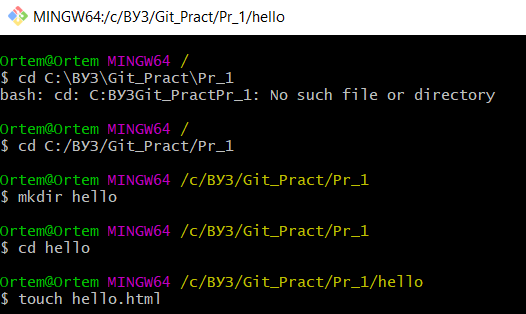 MINGW64:/c/ВУЗ/Git_Pract/Pr_1/hello
Ortem@Ortem MINGW64 /
$ cd C:\ВУЗ\Git_Pract\Pr_1
bash: cd: C:ВУЗGit_PractPr_1: No such file or directory
Ortem@Ortem MINGW64 /
$ cd C:/ВУЗ/Git_Pract/Pr_1
Ortem@Ortem MINGW64 /c/ВУЗ/Git_Pract/Pr_1
$ mkdir hello
Ortem@Ortem MINGW64 /c/ВУЗ/Git_Pract/Pr_1
$ cd hello
Ortem@Ortem MINGW64 /c/ВУЗ/Git_Pract/Pr_1/hello
$ touch hello.html